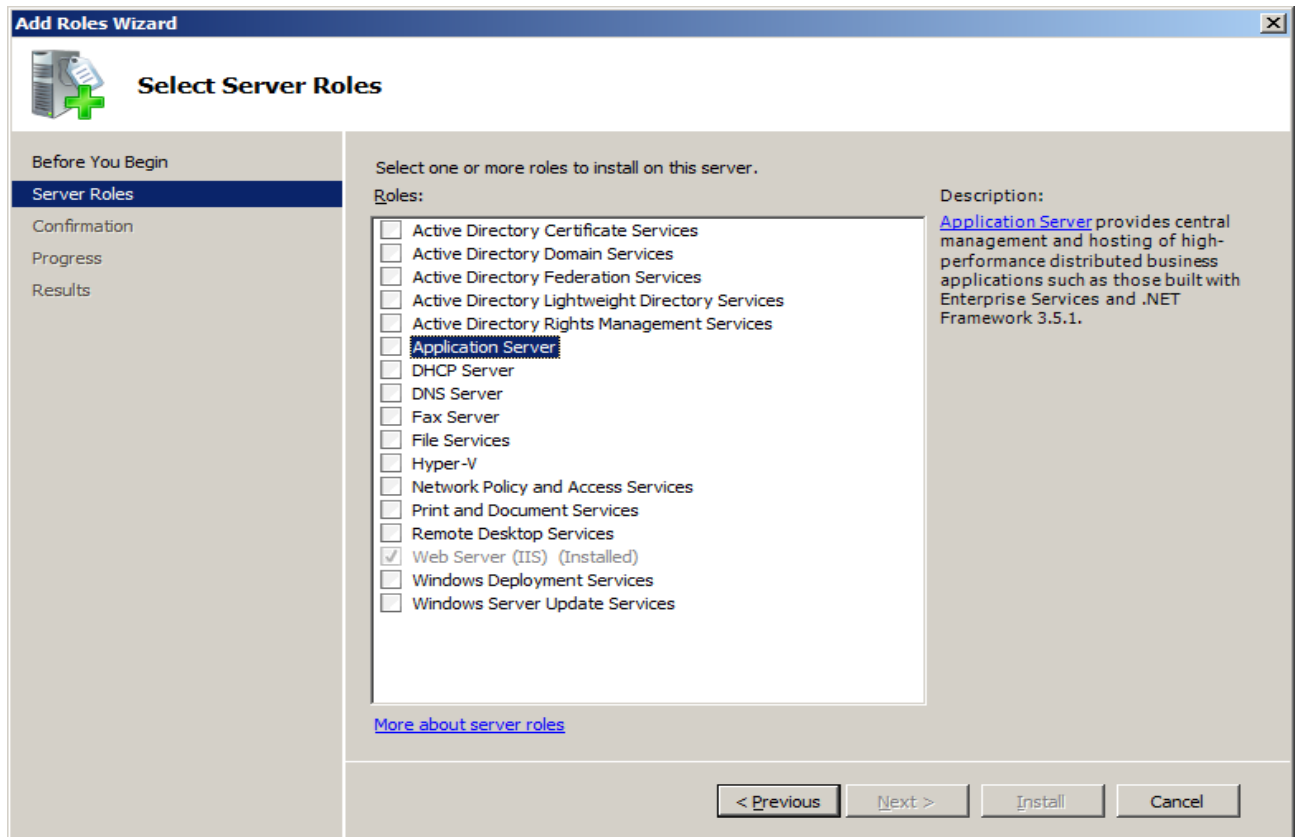 Add Roles Wizard
Select Server Roles
Before You Begin
Server Roles
Confirmation
Progress
Results
Select one or more roles to install on this server.
Roles:
Active Directory Certificate Services
Active Directory Domain Services
Active Directory Federation Services
Active Directory Lightweight Directory Services
Active Directory Rights Management Services
Application Server
DHCP Server
DNS Server
Fax Server
File Services
Hyper-V
Network Policy and Access Services
Print and Document Services
Remote Desktop Services
Web Server (IIS) (Installed)
Windows Deployment Services
Windows Server Update Services
More about server roles
Description:
Application Server provides central
management and hosting of high-
performance distributed business
applications such as those built with
Enterprise Services and .NET
Framework 3.5.1.
< Previous
Next >
Install
Cancel